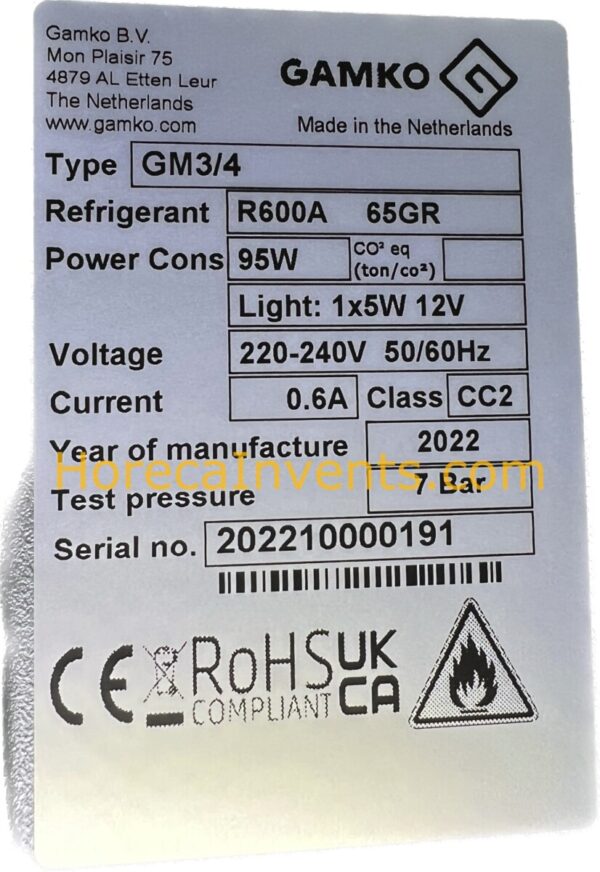 Gamko B.V.
Mon Plaisir 75
4879 AL Etten Leur
The Netherlands
www.gamko.com
GAMKO
Made in the Netherlands
Type GM3/4
Refrigerant R600A 65GR
Power Cons 95W CO² eq (ton/co²)
Light: 1x5W 12V
Voltage 220-240V 50/60Hz
Current 0.6A Class CC2
Year of manufacture 2022
HorecaInvents.com
Test pressure 7 Bar
Serial no. 202210000191
CE RoHS COMPLIANT UK CA